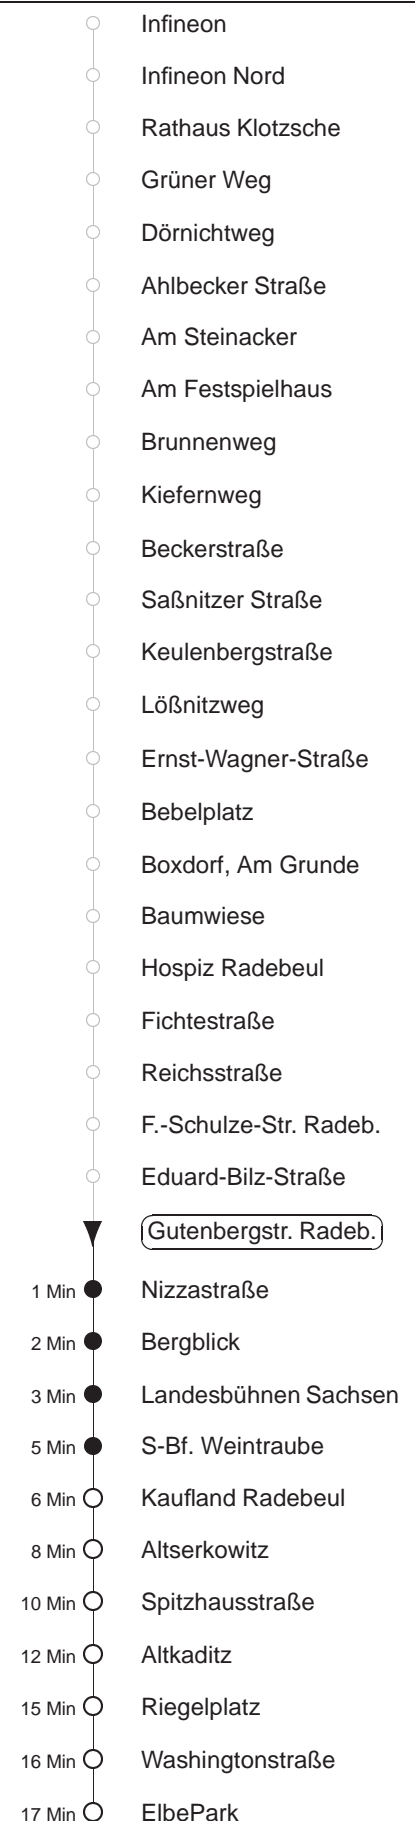 Infineon
Infineon Nord
Rathaus Klotzsche
Grüner Weg
Dörnichtweg
Ahlbecker Straße
Am Steinacker
Am Festspielhaus
Brunnenweg
Kiefernweg
Beckerstraße
Saßnitzer Straße
Keulenbergstraße
Lößnitzweg
Ernst-Wagner-Straße
Bebelplatz
Boxdorf, Am Grunde
Baumwiese
Hospiz Radebeul
Fichtestraße
Reichsstraße
F.-Schulze-Str. Radeb.
Eduard-Bilz-Straße
Gutenbergstr. Radeb.
1 Min Nizzastraße
2 Min Bergblick
3 Min Landesbühnen Sachsen
5 Min S-Bf. Weintraube
6 Min Kaufland Radebeul
8 Min Altserkowitz
10 Min Spitzhausstraße
12 Min Altkaditz
15 Min Riegelplatz
16 Min Washingtonstraße
17 Min ElbePark